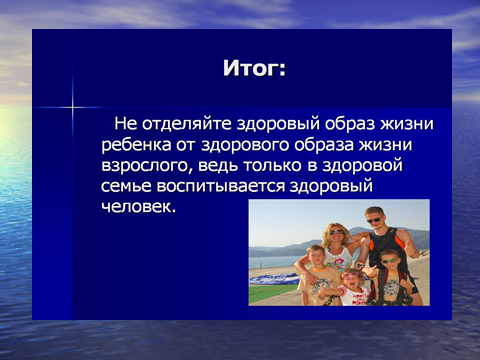 Итог:
Не отделяйте здоровый образ жизни
ребенка от здорового образа жизни
взрослого, ведь только в здоровой
семье воспитывается здоровый
человек.